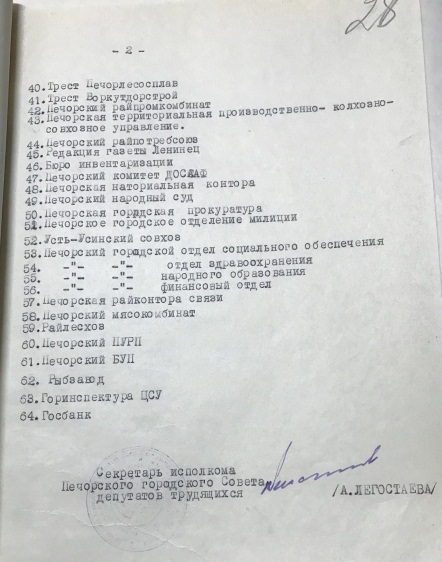 28
- 2 -
40.Трест Печорлесосплав
41.Трест Воркутдорстрой
42.Печорский райпромкомбинат
43.Печорская территориальная производственно- колхозно-
совхозное управление.
44.Печорский райпотребсоюз
45.Редакция газеты Ленинец
46.Бюро инвентаризации
47.Печорский комитет ДОСААФ
48.Печорская наториальная контора
49.Печорский народный суд
50.Печорская городская прокуратура
51.Печорское городское отделение милиции
52.Усть-Усинский совхоз
53.Печорский городской отдел социального обеспечения
54. -"- -"- отдел здравоохранения
55. -"- -"- народного образования
56. -"- -"- финансовый отдел
57.Печорская райконтора связи
58.Печорский мясокомбинат
59.Райлесхоз
60.Печорский ПУРП
61.Печорский БУП
62. Рыбзавод
63.Горинспектура ЦСУ
64.Госбанк
Секретарь исполкома
Печорского городского Совета
депутатов трудящихся /А.ЛЕГОСТАЕВА/